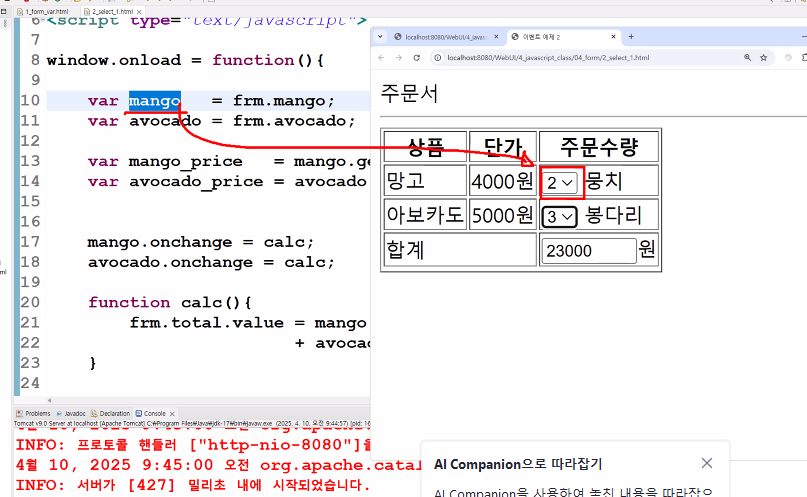 1_form_var.html
2_select_1.html
6 <script type="text/javascript">
7
8 window.onload = function(){
9
10 var mango = frm.mango;
11 var avocado = frm.avocado;
12
13 var mango_price = mango.ge
14 var avocado_price = avocado
15
16
17 mango.onchange = calc;
18 avocado.onchange = calc;
19
20 function calc(){
21 frm.total.value = mango
22 + avocad
23 }
24
localhost:8080/WebUI/4_javas
이벤트 예제 2
localhost:8080/WebUI/4_javascript_class/04_form/2_select_1.html
주문서
상품 단가 주문수량
망고 4000원 2 뭉치
아보카도 5000원 3 봉다리
합계 23000 원
Problems Javadoc Declaration Console
Tomcat v9.0 Server at localhost [Apache Tomcat] C:\Program Files\Java\jdk-17\bin\javaw.exe (2025. 4. 10. 오전 9:44:57) [pid: 16
INFO: 프로토콜 핸들러 ["http-nio-8080"]을
4월 10, 2025 9:45:00 오전 org.apache.catal
INFO: 서버가 [427] 밀리초 내에 시작되었습니다.
AI Companion으로 따라잡기
AI Companion을 사용하여 놓친 내용을 따라잡으